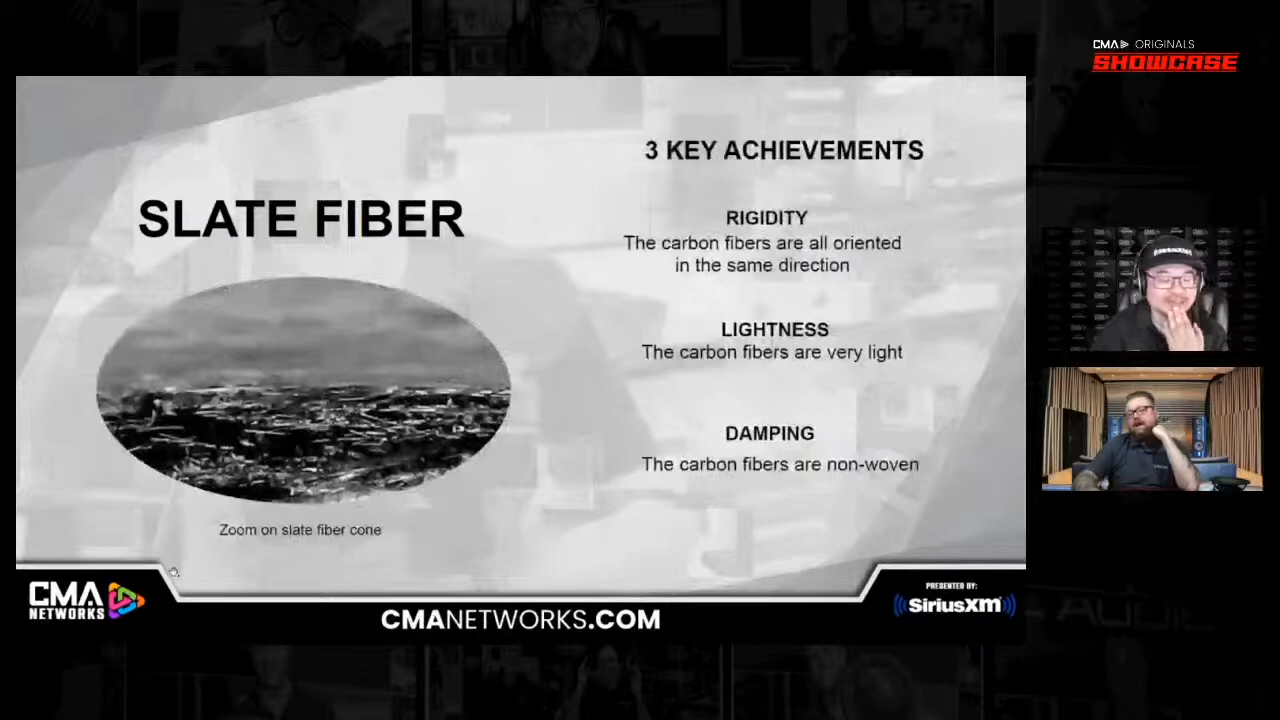 CMA ORIGINALS
SHOWCASE
3 KEY ACHIEVEMENTS
SLATE FIBER
RIGIDITY
The carbon fibers are all oriented
in the same direction
LIGHTNESS
The carbon fibers are very light
DAMPING
The carbon fibers are non-woven
Zoom on slate fiber cone
CMA
NETWORKS
CMANETWORKS.COM
PRESENTED BY:
SiriusXM